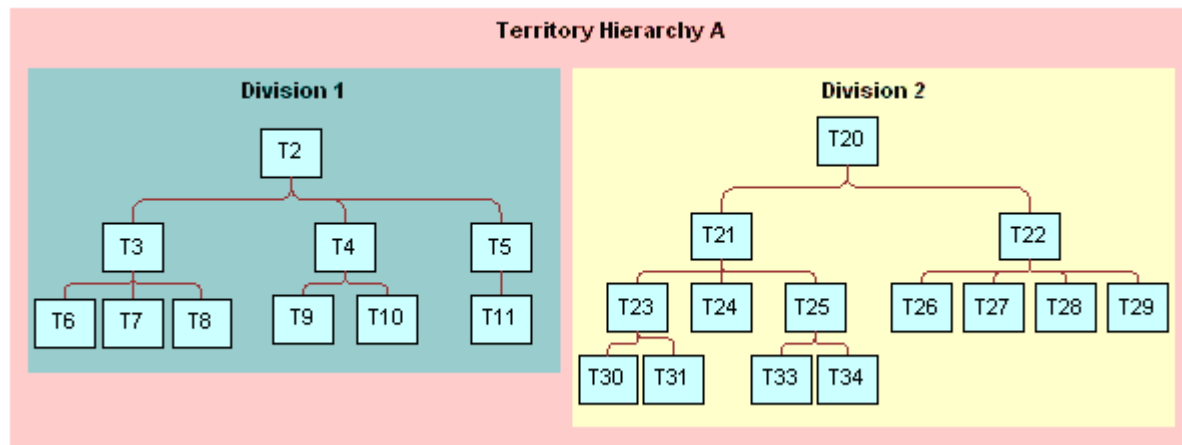 Territory Hierarchy A
Division 1
T2
T3
T4
T5
T6
T7
T8
T9
T10
T11
Division 2
T20
T21
T22
T23
T24
T25
T26
T27
T28
T29
T30
T31
T33
T34